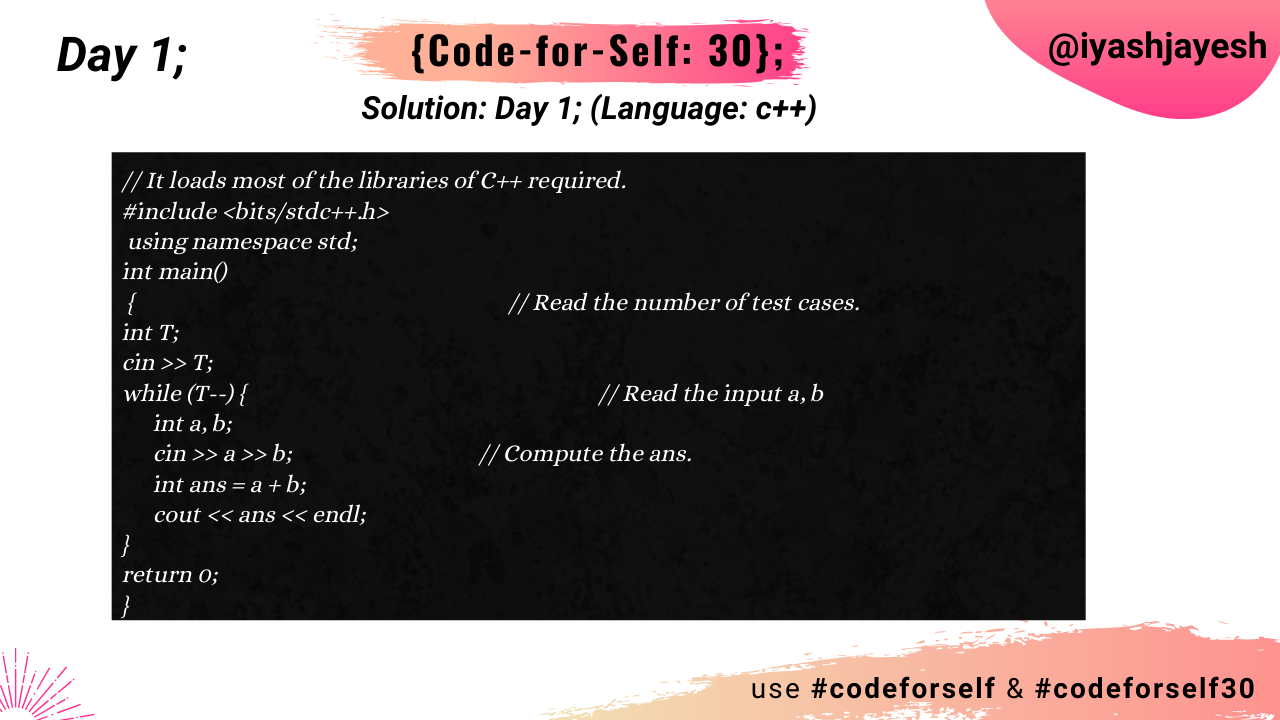 Day 1;
{Code-for-Self: 30};
@iyashjayesh
Solution: Day 1; (Language: c++)
// It loads most of the libraries of C++ required.
#include <bits/stdc++.h>
using namespace std;
int main()
{ // Read the number of test cases.
int T;
cin >> T;
while (T--) { // Read the input a, b
int a, b;
cin >> a >> b; // Compute the ans.
int ans = a + b;
cout << ans << endl;
}
return 0;
}
use #codeforself & #codeforself30